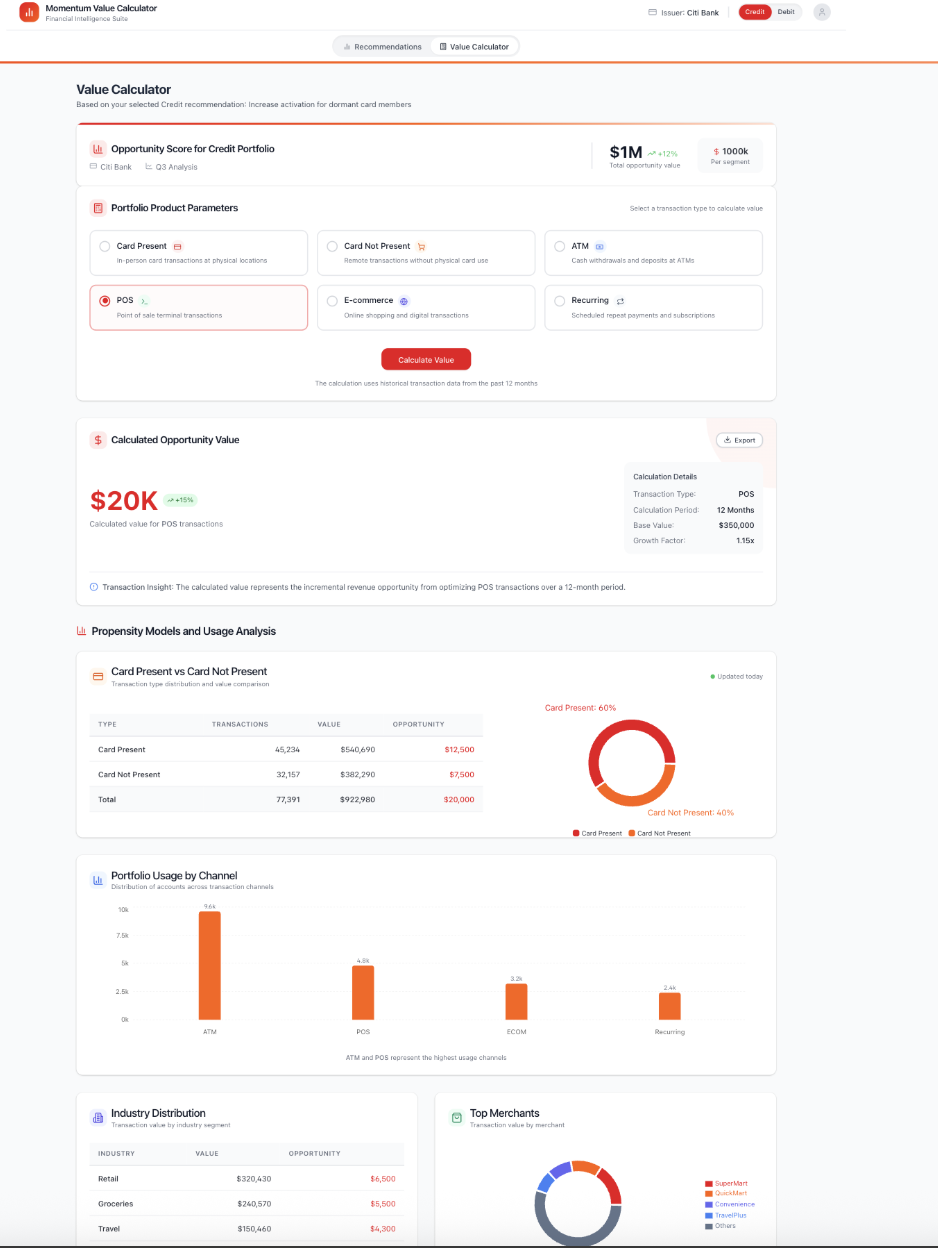 Momentum Value Calculator
Financial Intelligence Suite
Issuer: Citi Bank
Credit Debit
Recommendations Value Calculator
Value Calculator
Based on your selected Credit recommendation: Increase activation for dormant card members
Opportunity Score for Credit Portfolio
Citi Bank Q3 Analysis
$1M +12%
Total opportunity value
$ 1000k
Per segment
Portfolio Product Parameters
Select a transaction type to calculate value
Card Present
In-person card transactions at physical locations
Card Not Present
Remote transactions without physical card use
ATM
Cash withdrawals and deposits at ATMs
POS
Point of sale terminal transactions
E-commerce
Online shopping and digital transactions
Recurring
Scheduled repeat payments and subscriptions
Calculate Value
The calculation uses historical transaction data from the past 12 months
Calculated Opportunity Value
Export
$20K +15%
Calculated value for POS transactions
Calculation Details
Transaction Type: POS
Calculation Period: 12 Months
Base Value: $350,000
Growth Factor: 1.15x
Transaction Insight: The calculated value represents the incremental revenue opportunity from optimizing POS transactions over a 12-month period.
Propensity Models and Usage Analysis
Card Present vs Card Not Present
Transaction type distribution and value comparison
Updated today
TYPE TRANSACTIONS VALUE OPPORTUNITY
Card Present 45,234 $540,690 $12,500
Card Not Present 32,157 $382,290 $7,500
Total 77,391 $922,980 $20,000
Card Present: 60%
Card Not Present: 40%
Card Present Card Not Present
Portfolio Usage by Channel
Distribution of accounts across transaction channels
10k
7.5k
5k
2.5k
0k
9.6k
4.8k
3.2k
2.4k
ATM POS ECOM Recurring
ATM and POS represent the highest usage channels
Industry Distribution
Transaction value by industry segment
INDUSTRY VALUE OPPORTUNITY
Retail $320,430 $6,500
Groceries $240,570 $5,500
Travel $150,460 $4,300
Top Merchants
Transaction value by merchant
SuperMart
QuickMart
Convenience
TravelPlus
Others